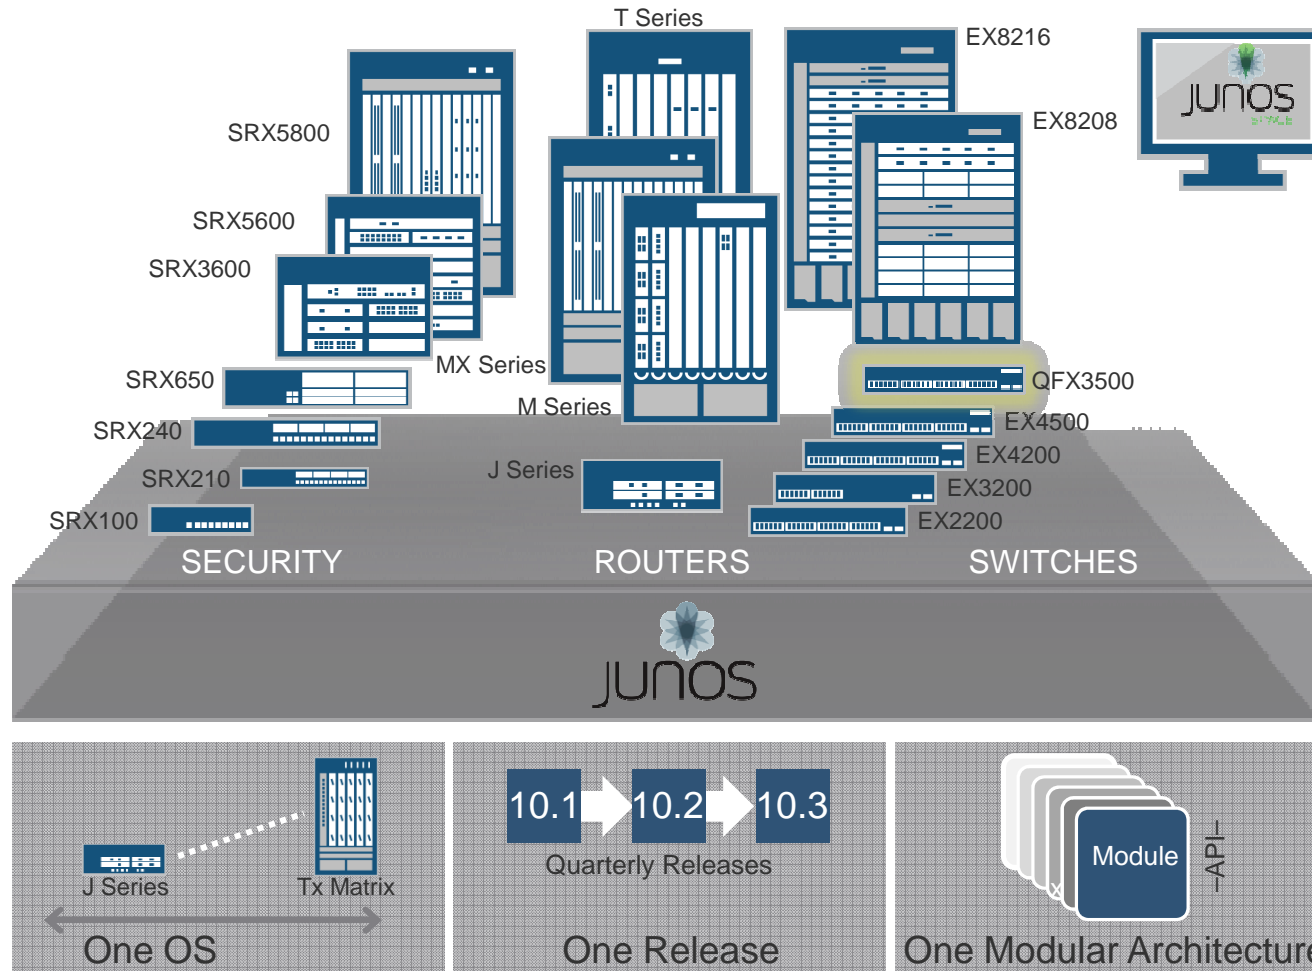 T Series
EX8216
JUNOS
SPACE
SRX5800
EX8208
SRX5600
SRX3600
MX Series
SRX650
QFX3500
M Series
EX4500
SRX240
EX4200
J Series
SRX210
EX3200
SRX100
EX2200
SECURITY
ROUTERS
SWITCHES
JUNOS
10.1
10.2
10.3
Quarterly Releases
Module
–API–
x
J Series
Tx Matrix
One OS
One Release
One Modular Architecture